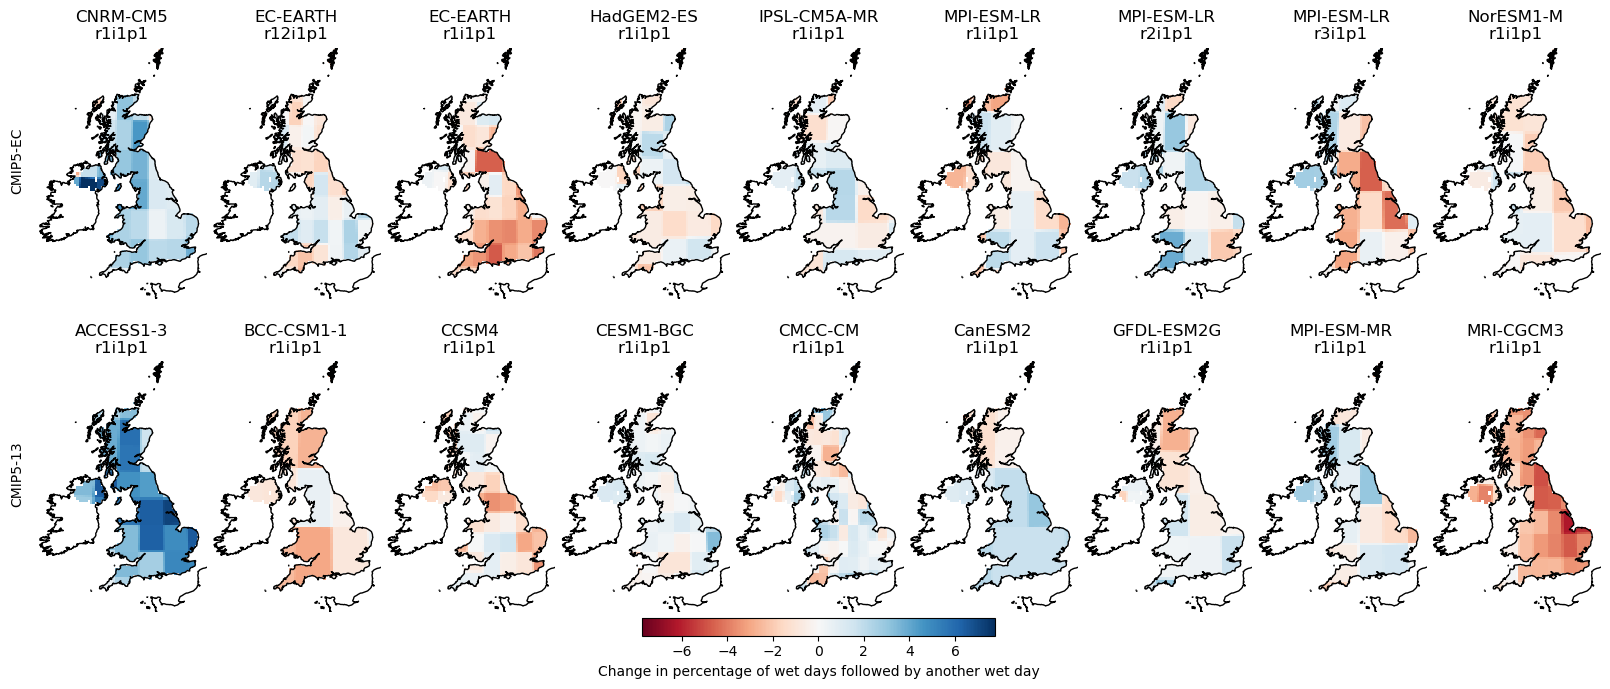 CNRM-CM5 EC-EARTH EC-EARTH HadGEM2-ES IPSL-CM5A-MR MPI-ESM-LR MPI-ESM-LR MPI-ESM-LR NorESM1-M
r1i1p1 r12i1p1 r1i1p1 r1i1p1 r1i1p1 r1i1p1 r2i1p1 r3i1p1 r1i1p1
CMIP5-EC
ACCESS1-3 BCC-CSM1-1 CCSM4 CESM1-BGC CMCC-CM CanESM2 GFDL-ESM2G MPI-ESM-MR MRI-CGCM3
r1i1p1 r1i1p1 r1i1p1 r1i1p1 r1i1p1 r1i1p1 r1i1p1 r1i1p1 r1i1p1
CMIP5-13
−6 −4 −2 0 2 4 6
Change in percentage of wet days followed by another wet day